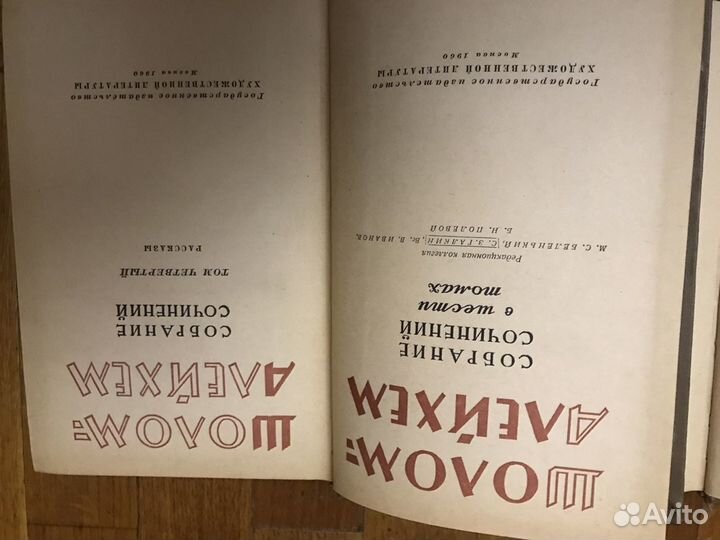 ШОЛОМ=
АЛЕЙХЕМ
СОБРАНИЕ
СОЧИНЕНИЙ
ТОМ ЧЕТВЕРТЫЙ
РАССКАЗЫ
Государственное издательство
ХУДОЖЕСТВЕННОЙ ЛИТЕРАТУРЫ
Москва 1960
ШОЛОМ=
АЛЕЙХЕМ
СОБРАНИЕ
СОЧИНЕНИЙ
в шести
томах
Редакционная коллегия
М. С. БЕЛЕНЬКИЙ, С. З. ГАЛКИН, Вс. В. ИВАНОВ,
Б. Н. ПОЛЕВОЙ
Государственное издательство
ХУДОЖЕСТВЕННОЙ ЛИТЕРАТУРЫ
Москва 1960
Avito